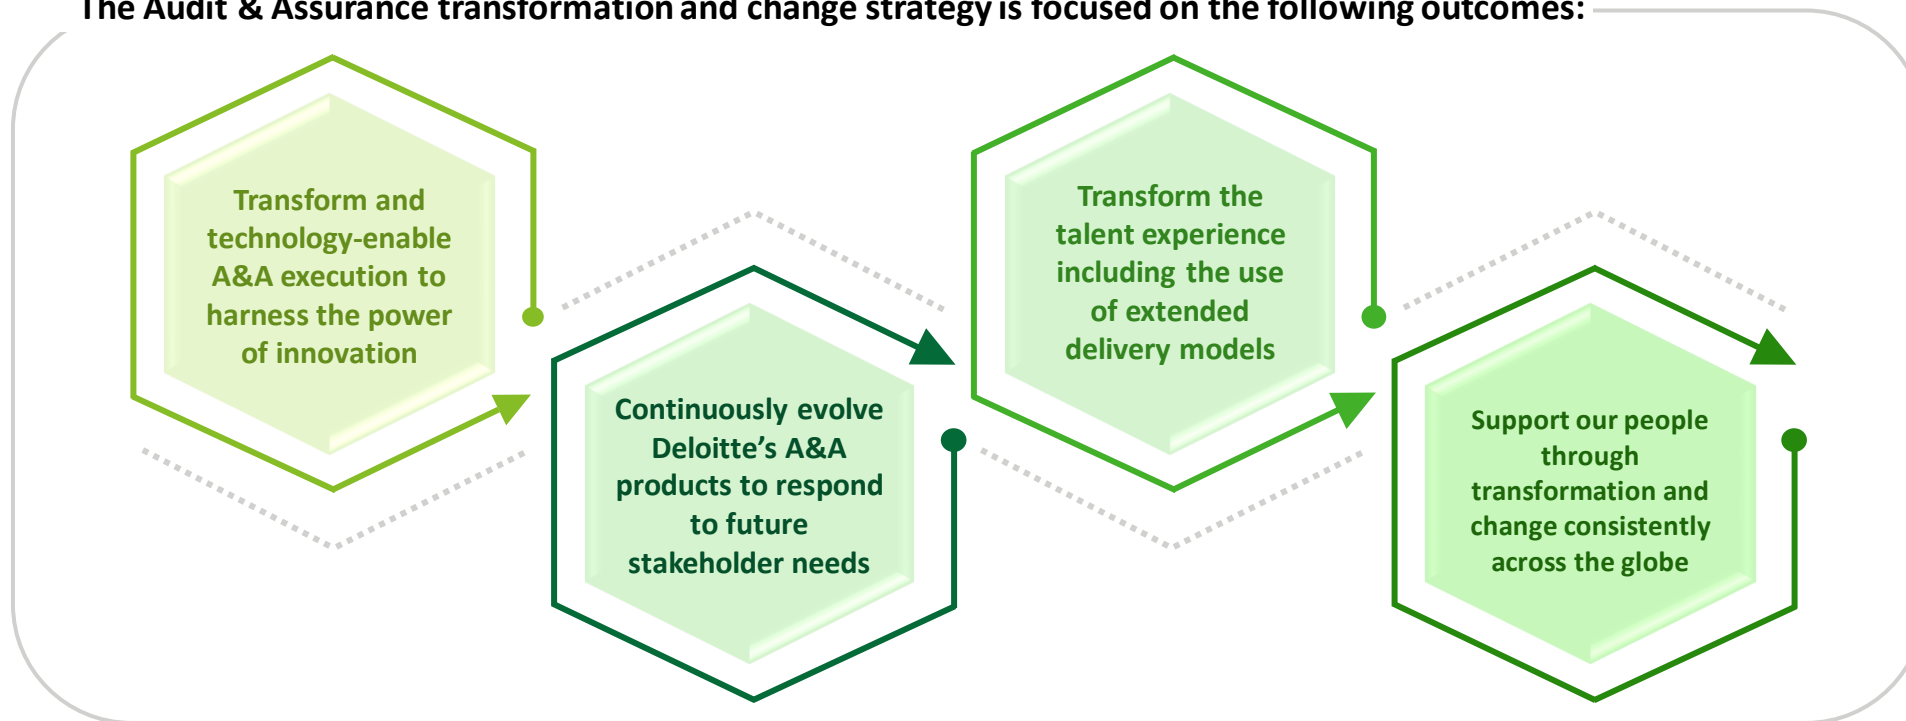 The Audit & Assurance transformation and change strategy is focused on the following outcomes:
Transform and
technology-enable
A&A execution to
harness the power
of innovation
Continuously evolve
Deloitte’s A&A
products to respond
to future
stakeholder needs
Transform the
talent experience
including the use
of extended
delivery models
Support our people
through
transformation and
change consistently
across the globe